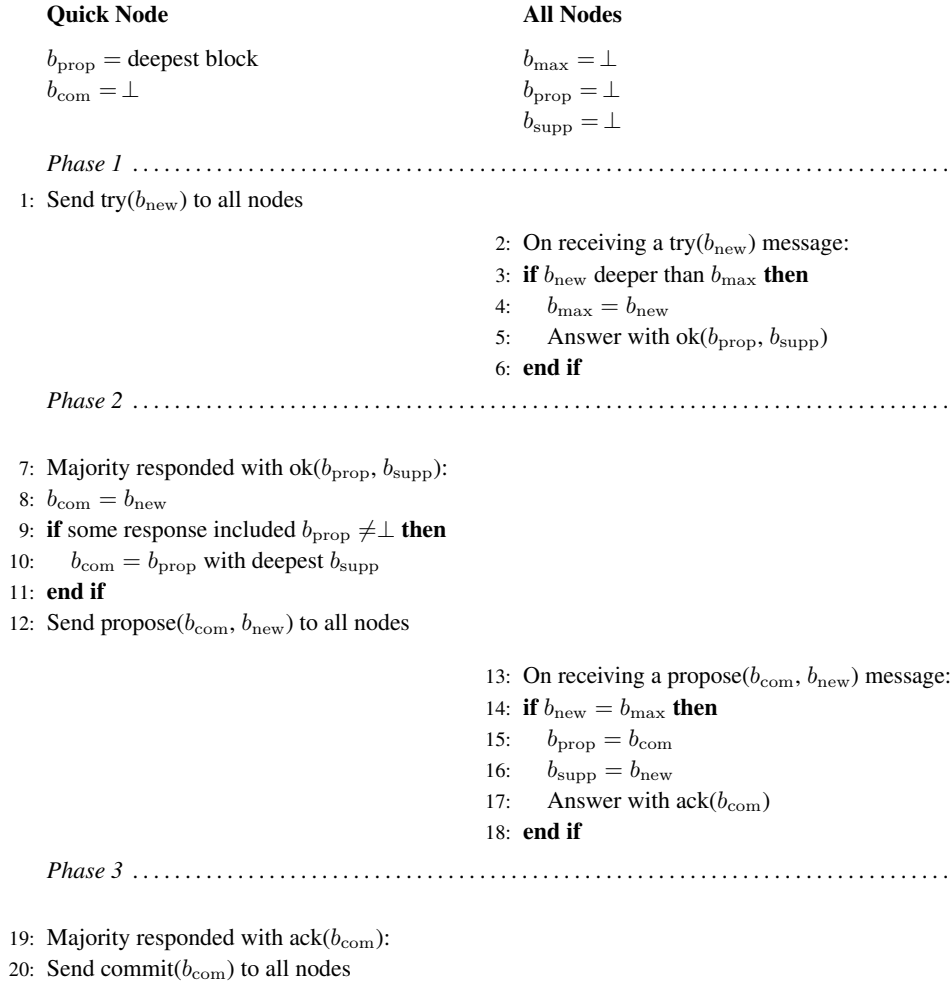 Quick Node All Nodes
b_prop = deepest block b_max = ⊥
b_com = ⊥ b_prop = ⊥
b_supp = ⊥
Phase 1 ........................................................................
1: Send try(b_new) to all nodes
2: On receiving a try(b_new) message:
3: if b_new deeper than b_max then
4: b_max = b_new
5: Answer with ok(b_prop, b_supp)
6: end if
Phase 2 ........................................................................
7: Majority responded with ok(b_prop, b_supp):
8: b_com = b_new
9: if some response included b_prop ≠⊥ then
10: b_com = b_prop with deepest b_supp
11: end if
12: Send propose(b_com, b_new) to all nodes
13: On receiving a propose(b_com, b_new) message:
14: if b_new = b_max then
15: b_prop = b_com
16: b_supp = b_new
17: Answer with ack(b_com)
18: end if
Phase 3 ........................................................................
19: Majority responded with ack(b_com):
20: Send commit(b_com) to all nodes